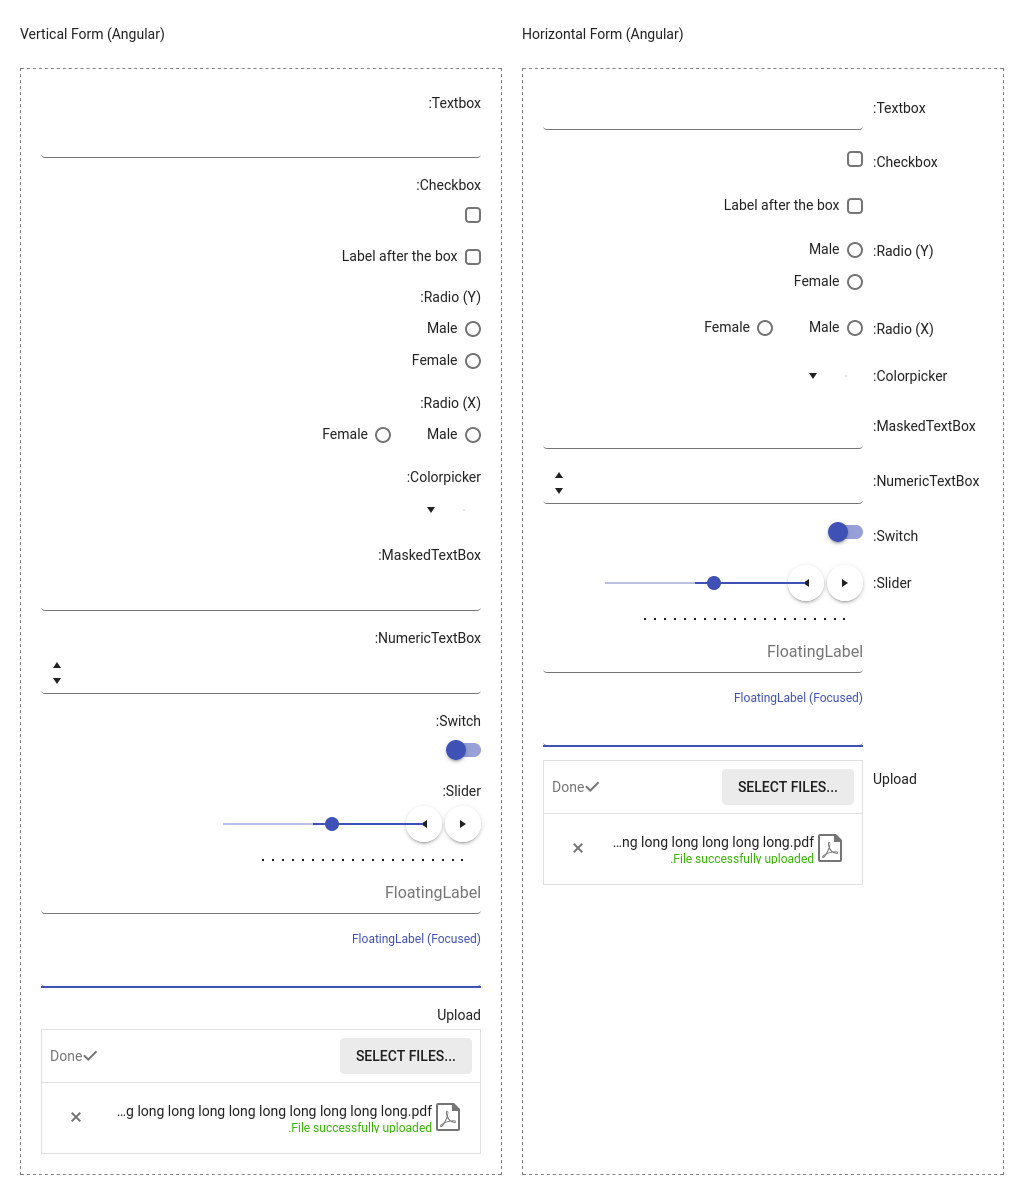 Vertical Form (Angular)
:Textbox
:Checkbox
Label after the box
:Radio (Y)
Male
Female
:Radio (X)
Female Male
:Colorpicker
:MaskedTextBox
:NumericTextBox
:Switch
:Slider
FloatingLabel
FloatingLabel (Focused)
Upload
Done SELECT FILES...
...g long long long long long long long long long.pdf
.File successfully uploaded
Horizontal Form (Angular)
:Textbox
:Checkbox
Label after the box
Male :Radio (Y)
Female
Female Male :Radio (X)
:Colorpicker
:MaskedTextBox
:NumericTextBox
:Switch
:Slider
FloatingLabel
FloatingLabel (Focused)
Upload
Done SELECT FILES...
...ng long long long long long.pdf
.File successfully uploaded